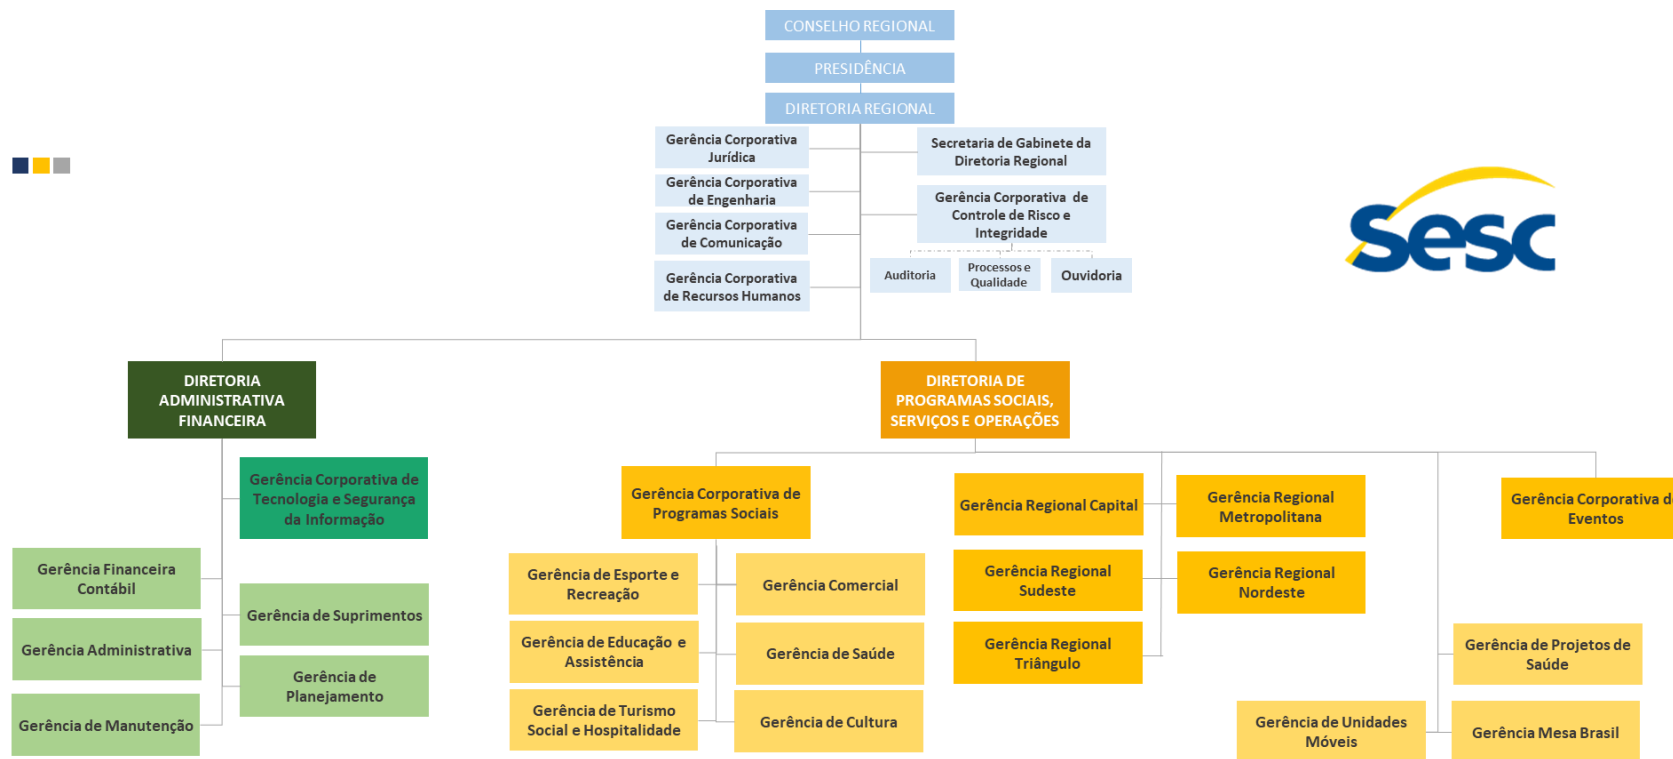 CONSELHO REGIONAL
PRESIDÊNCIA
DIRETORIA REGIONAL
Gerência Corporativa
Jurídica
Secretaria de Gabinete da
Diretoria Regional
Gerência Corporativa
de Engenharia
Gerência Corporativa de
Controle de Risco e
Integridade
Gerência Corporativa
de Comunicação
Gerência Corporativa
de Recursos Humanos
Auditoria
Processos e
Qualidade
Ouvidoria
Sesc
DIRETORIA
ADMINISTRATIVA
FINANCEIRA
DIRETORIA DE
PROGRAMAS SOCIAIS,
SERVIÇOS E OPERAÇÕES
Gerência Corporativa de
Tecnologia e Segurança
da Informação
Gerência Financeira
Contábil
Gerência de Suprimentos
Gerência Administrativa
Gerência de
Planejamento
Gerência de Manutenção
Gerência Corporativa de
Programas Sociais
Gerência de Esporte e
Recreação
Gerência Comercial
Gerência de Educação e
Assistência
Gerência de Saúde
Gerência de Turismo
Social e Hospitalidade
Gerência de Cultura
Gerência Regional Capital
Gerência Regional
Metropolitana
Gerência Regional
Sudeste
Gerência Regional
Nordeste
Gerência Regional
Triângulo
Gerência Corporativa de
Eventos
Gerência de Projetos de
Saúde
Gerência de Unidades
Móveis
Gerência Mesa Brasil